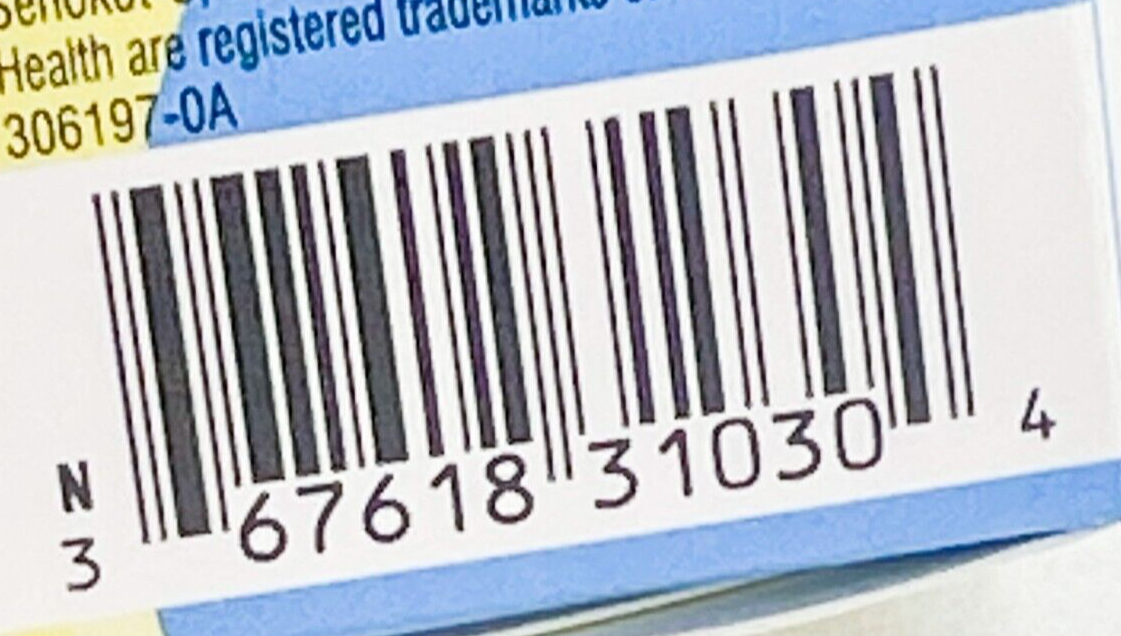 Health are registered trademarks
306197-0A
N
3 67618 31030 4